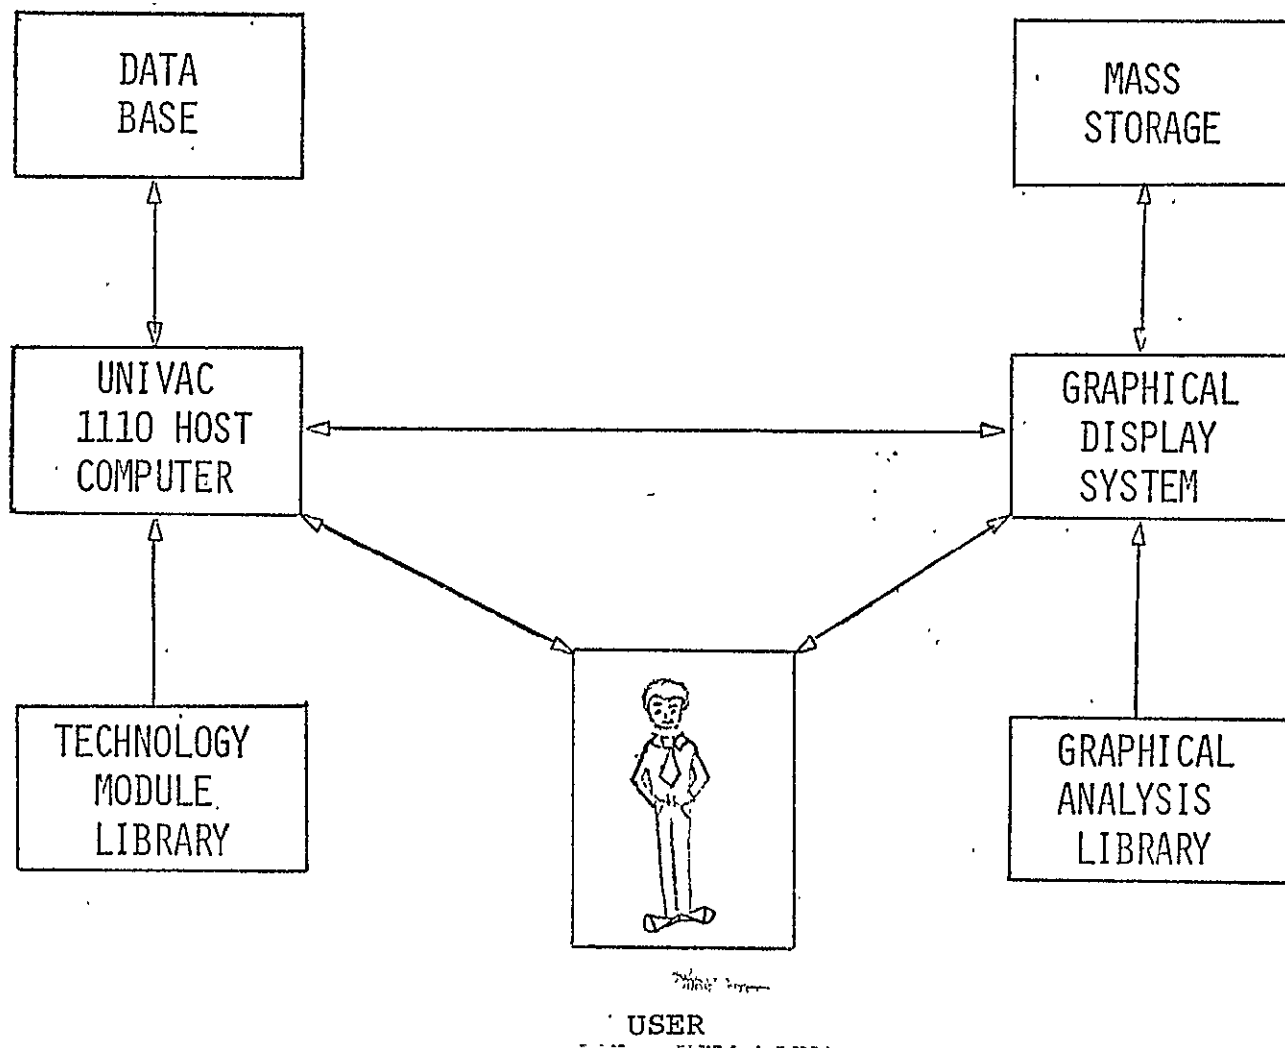 DATA
BASE
MASS
STORAGE
UNIVAC
1110 HOST
COMPUTER
GRAPHICAL
DISPLAY
SYSTEM
TECHNOLOGY
MODULE
LIBRARY
GRAPHICAL
ANALYSIS
LIBRARY
USER